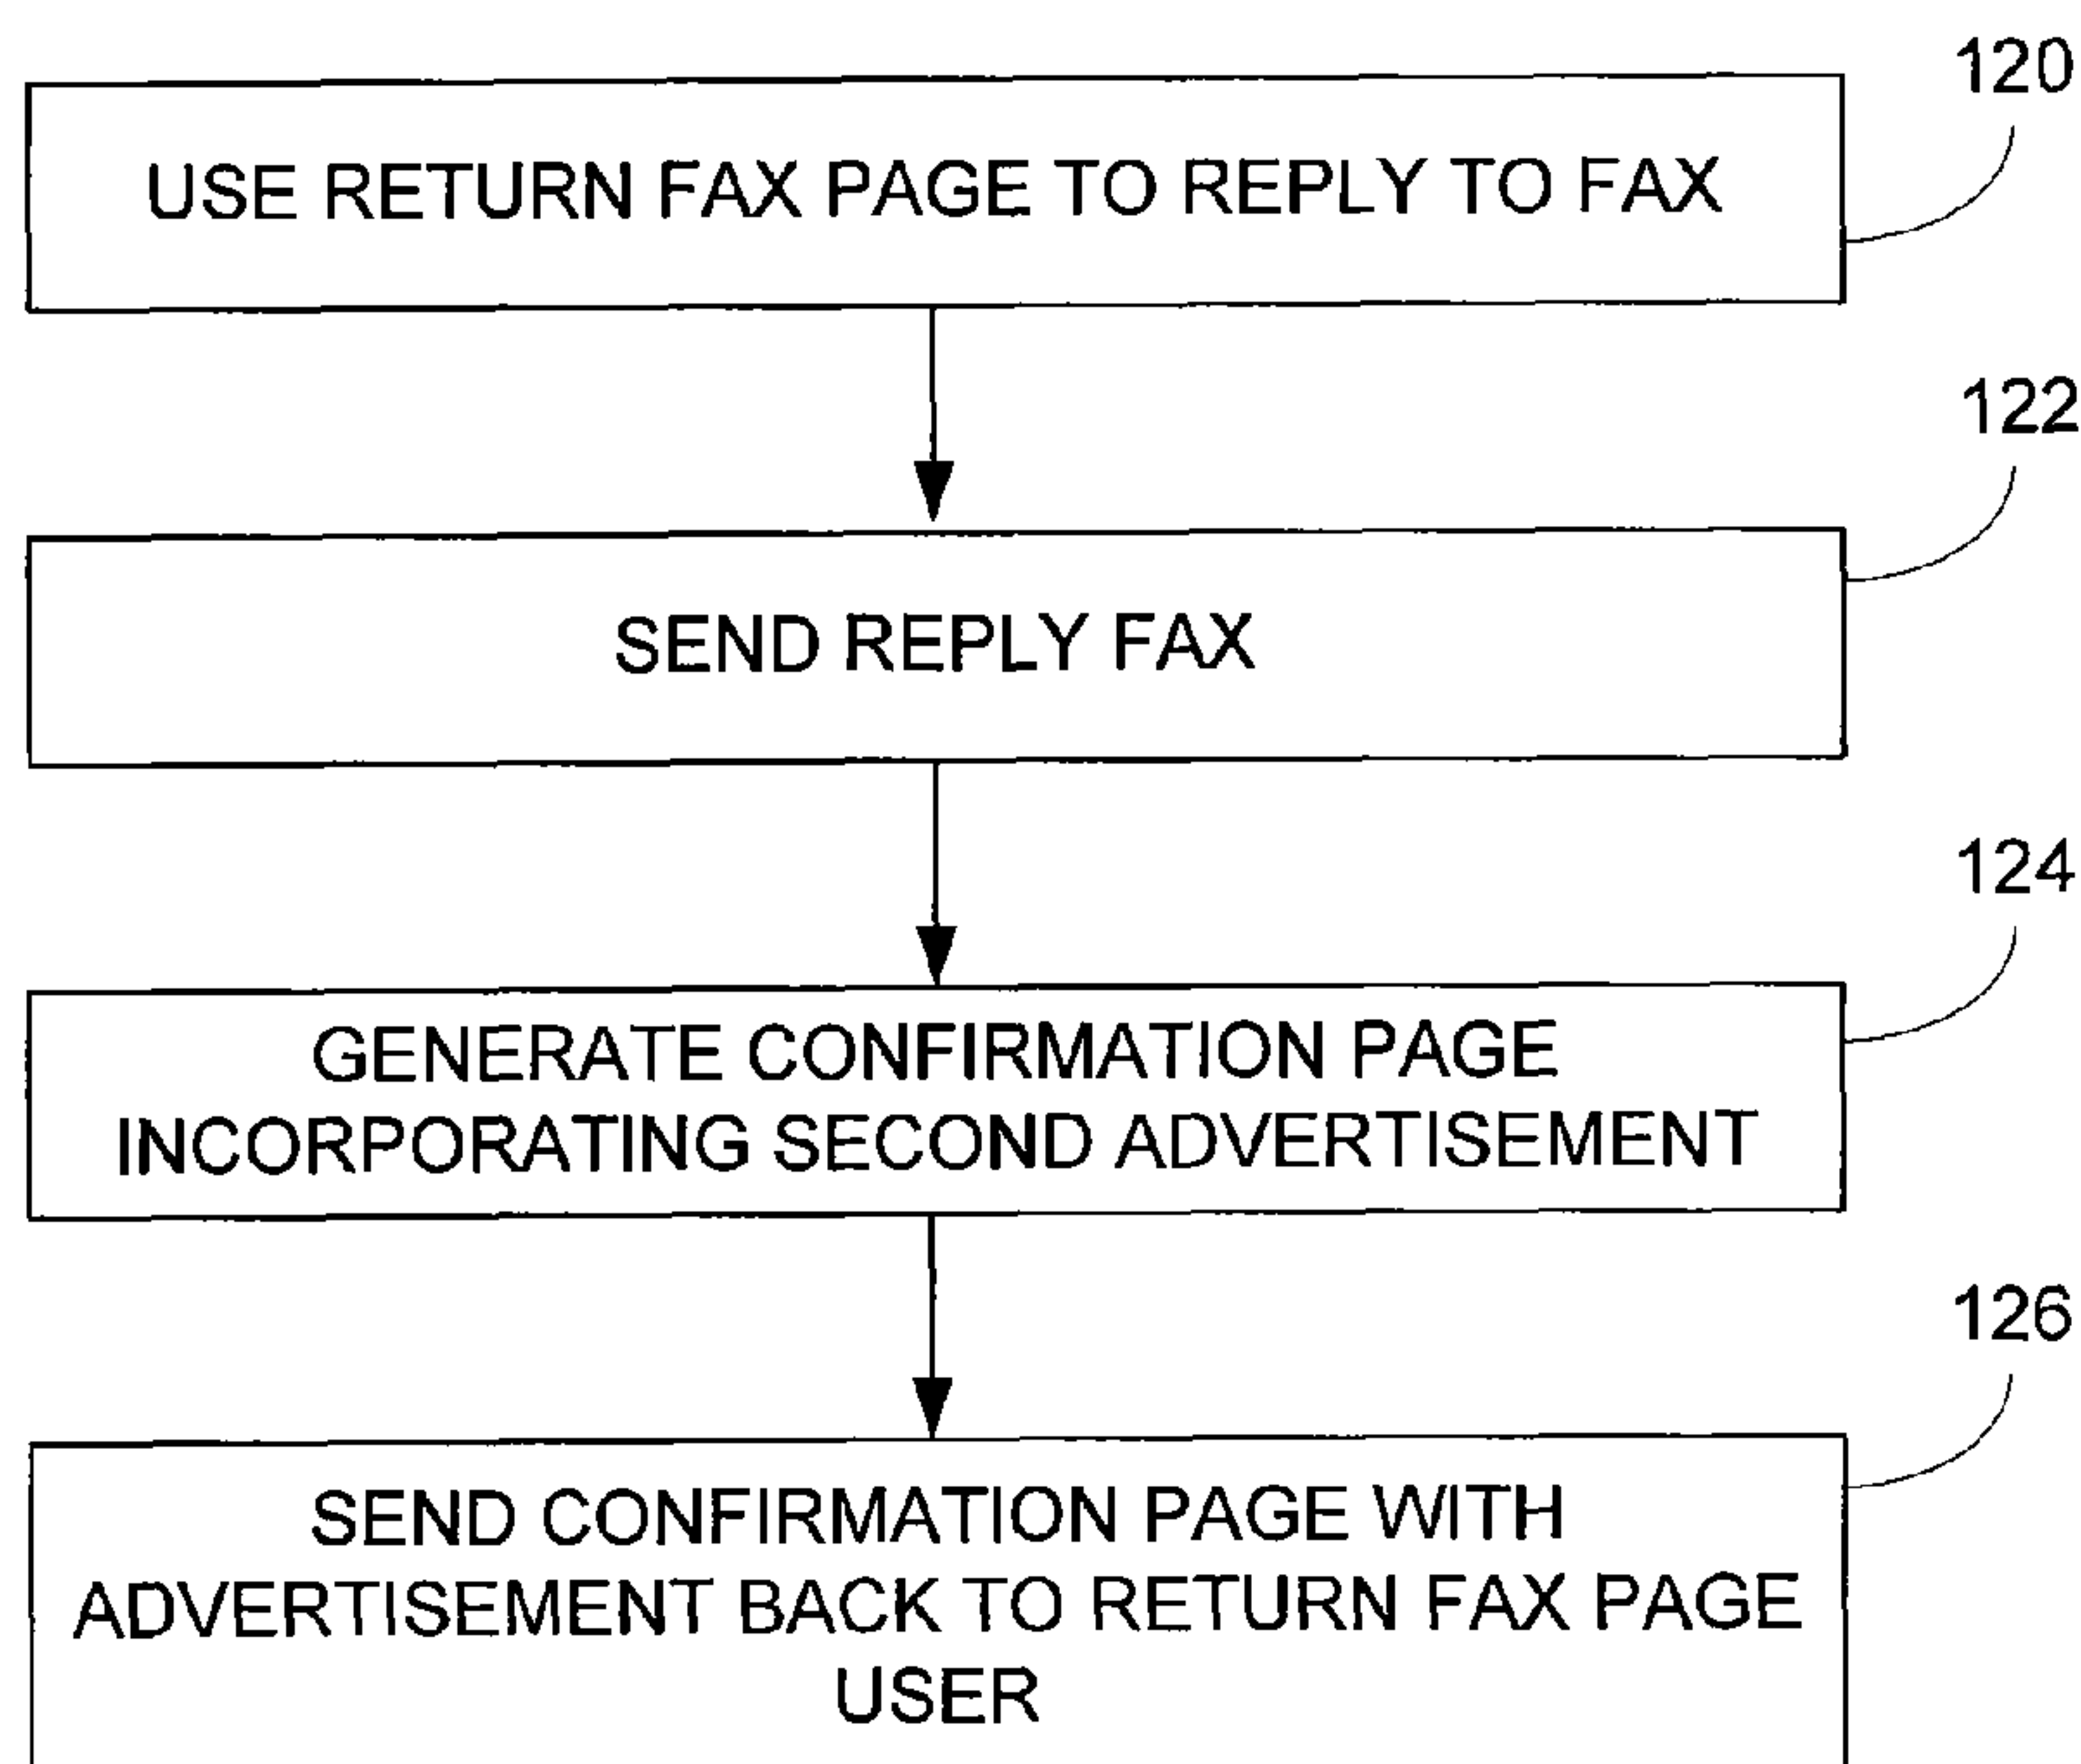 120
USE RETURN FAX PAGE TO REPLY TO FAX
122
SEND REPLY FAX
124
GENERATE CONFIRMATION PAGE
INCORPORATING SECOND ADVERTISEMENT
126
SEND CONFIRMATION PAGE WITH
ADVERTISEMENT BACK TO RETURN FAX PAGE
USER